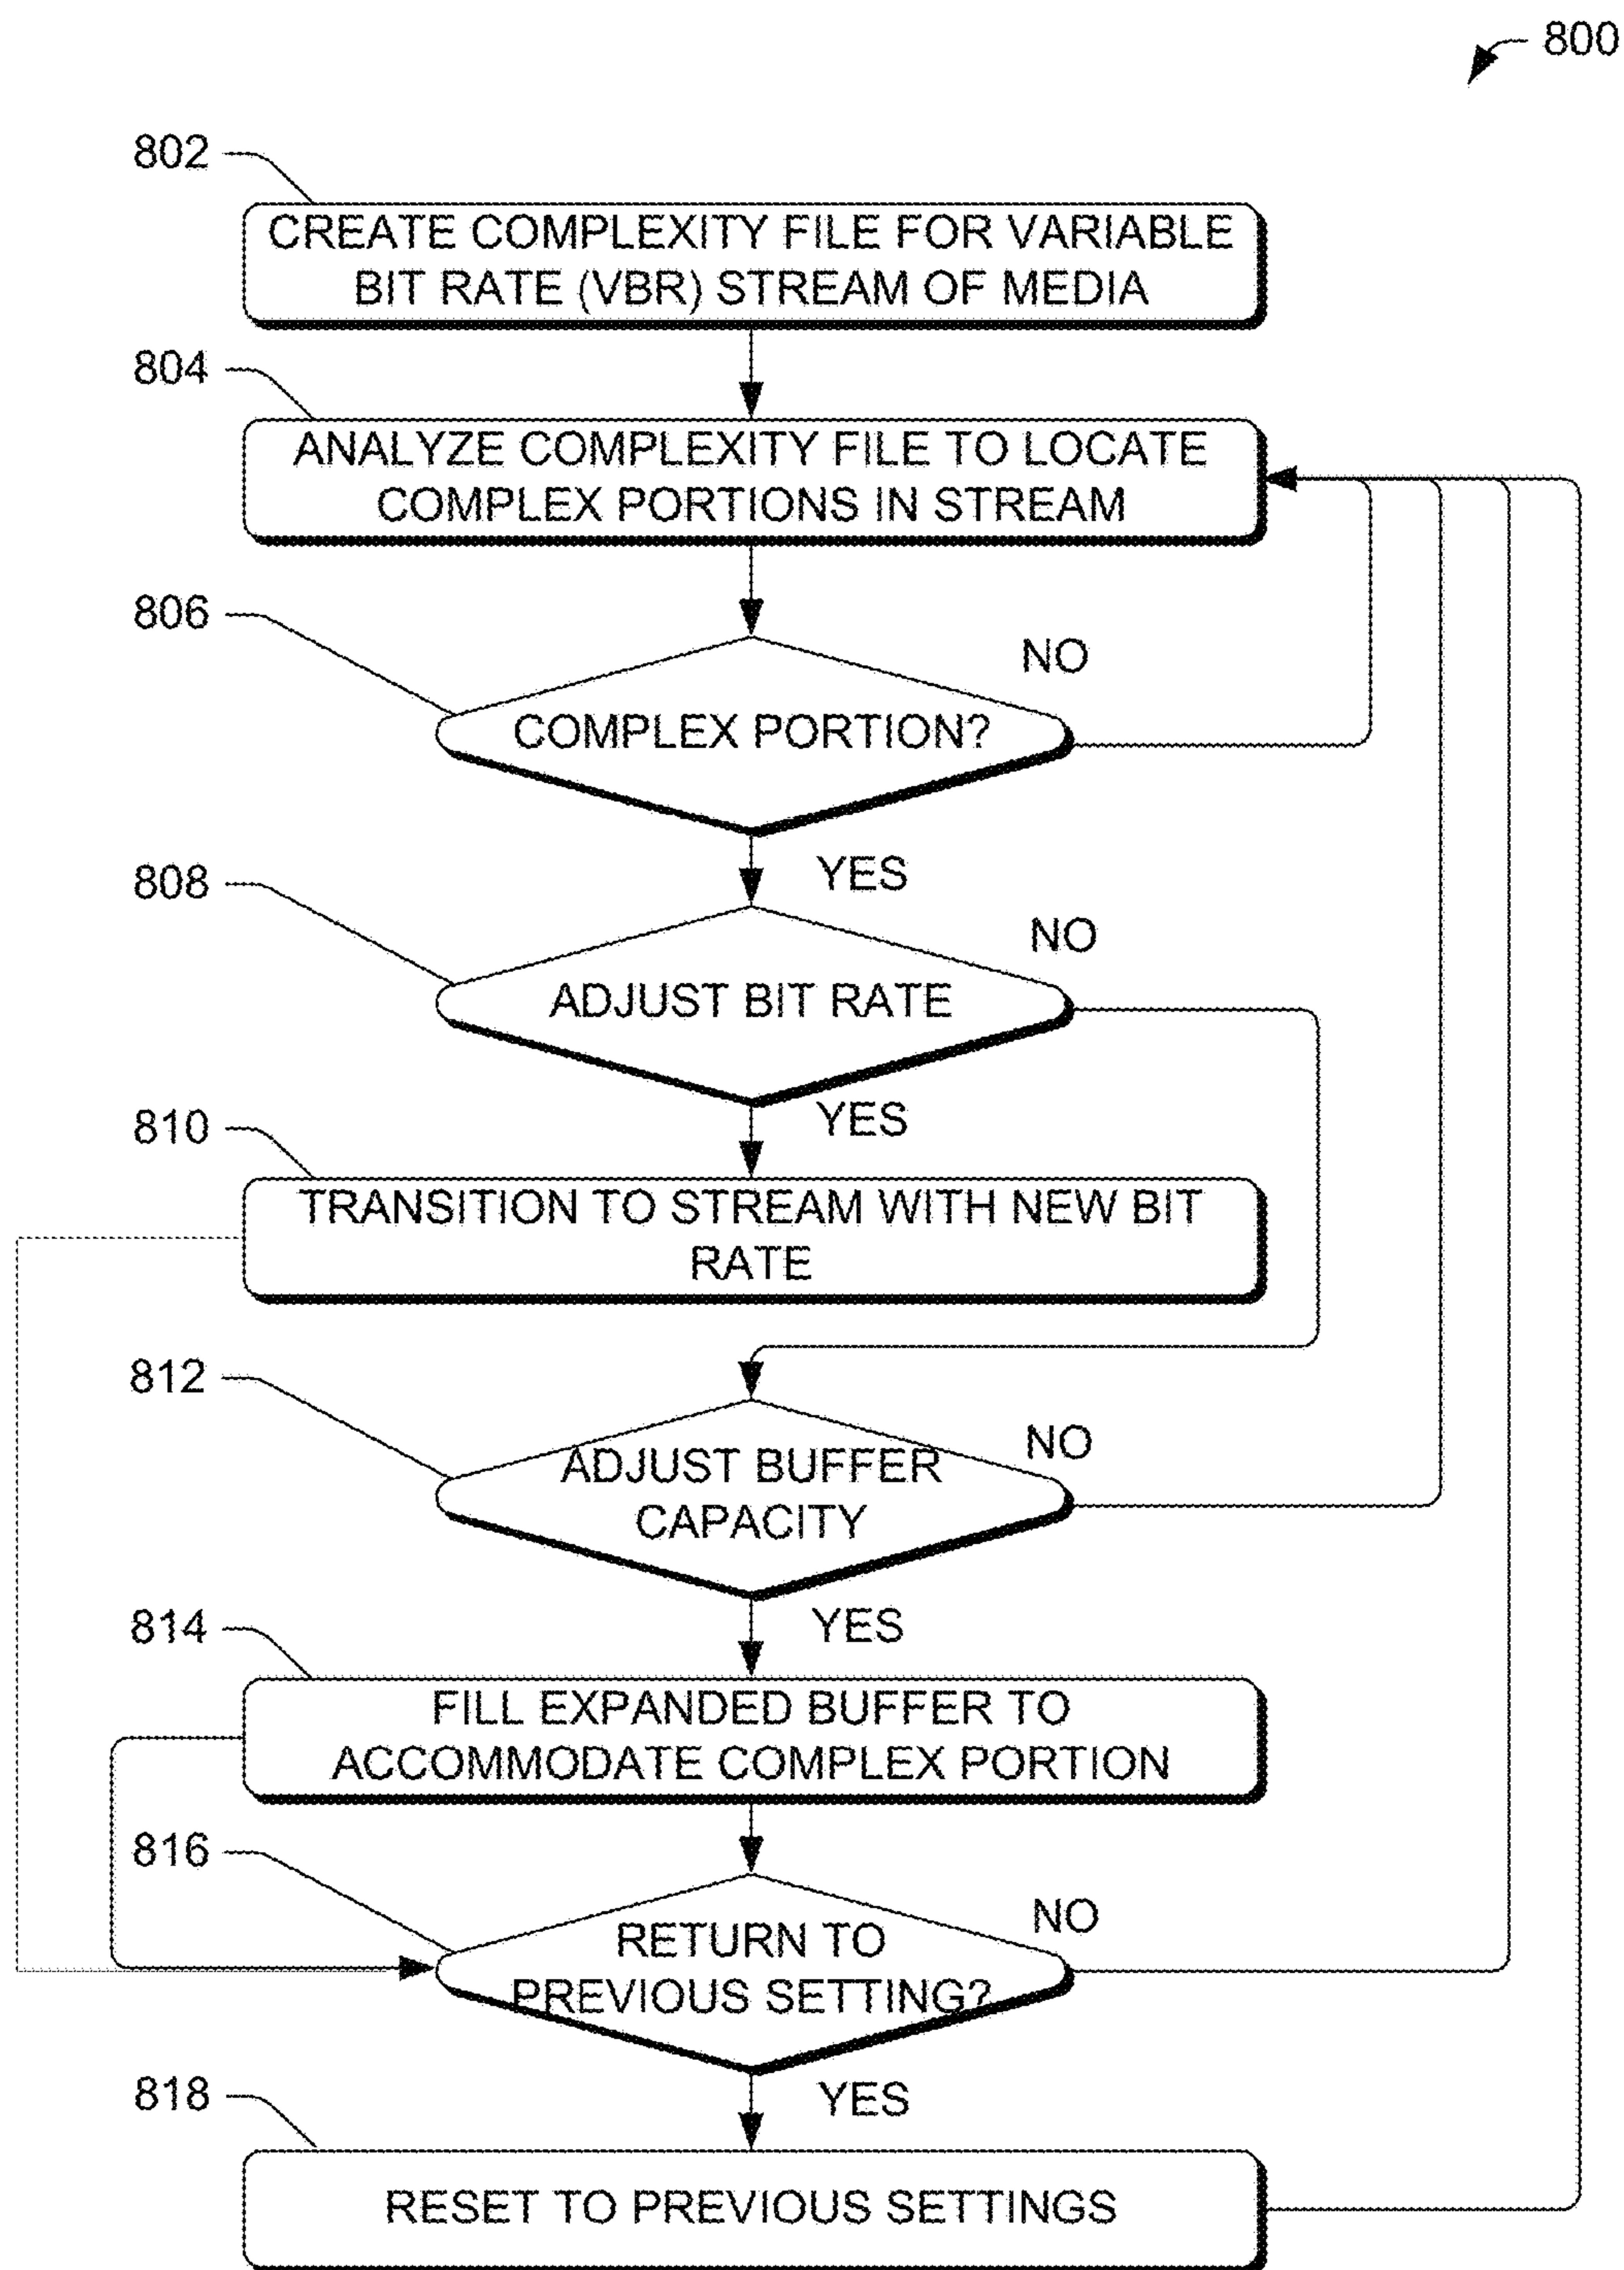 800
802
CREATE COMPLEXITY FILE FOR VARIABLE
BIT RATE (VBR) STREAM OF MEDIA
804
ANALYZE COMPLEXITY FILE TO LOCATE
COMPLEX PORTIONS IN STREAM
806
NO
COMPLEX PORTION?
YES
808
NO
ADJUST BIT RATE
YES
810
TRANSITION TO STREAM WITH NEW BIT
RATE
812
NO
ADJUST BUFFER
CAPACITY
YES
814
FILL EXPANDED BUFFER TO
ACCOMMODATE COMPLEX PORTION
816
NO
RETURN TO
PREVIOUS SETTING?
YES
818
RESET TO PREVIOUS SETTINGS